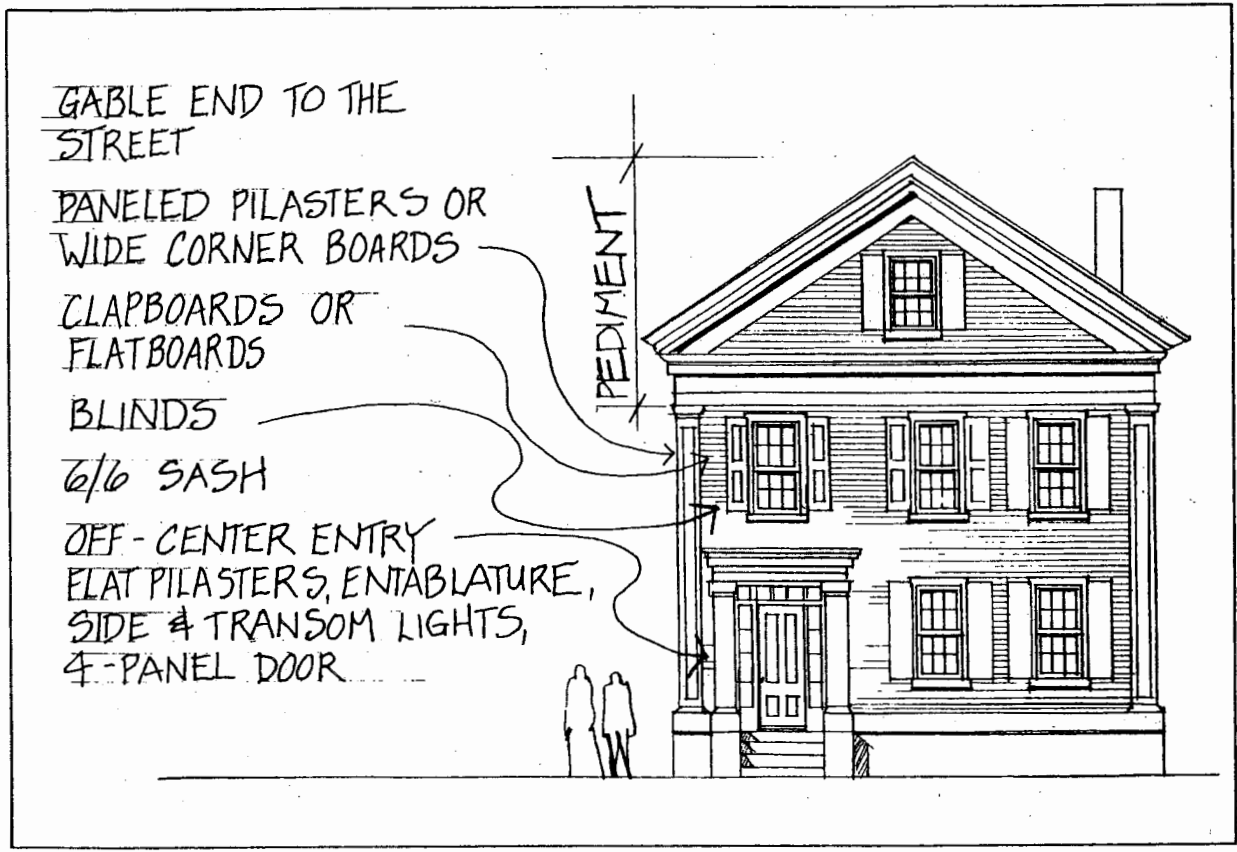 GABLE END TO THE
STREET
PANELED PILASTERS OR
WIDE CORNER BOARDS
CLAPBOARDS OR
FLATBOARDS
BLINDS
6/6 SASH
OFF-CENTER ENTRY
FLAT PILASTERS, ENTABLATURE,
SIDE & TRANSOM LIGHTS,
4-PANEL DOOR
PEDIMENT